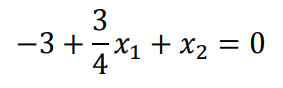 −3 + 3/4 x₁ + x₂ = 0